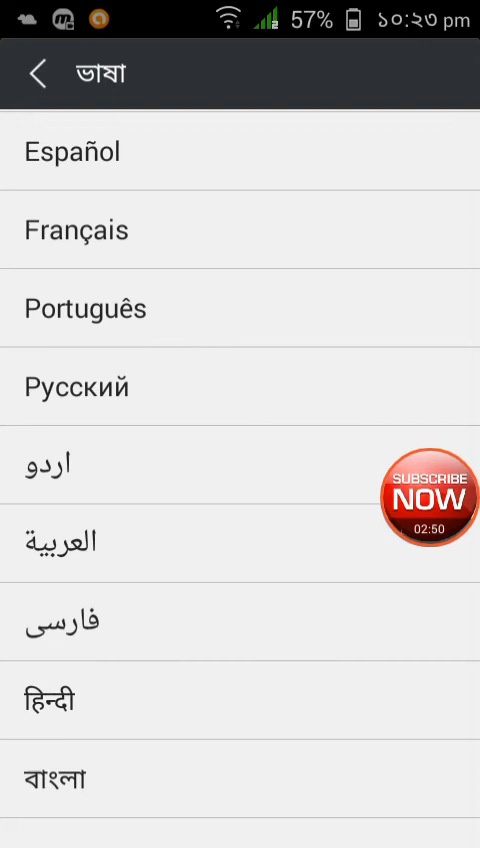 57% ১০:২৩ pm
ভাষা
Español
Français
Português
Русский
اردو
العربية
فارسی
हिन्दी
বাংলা
SUBSCRIBE
NOW
02:50